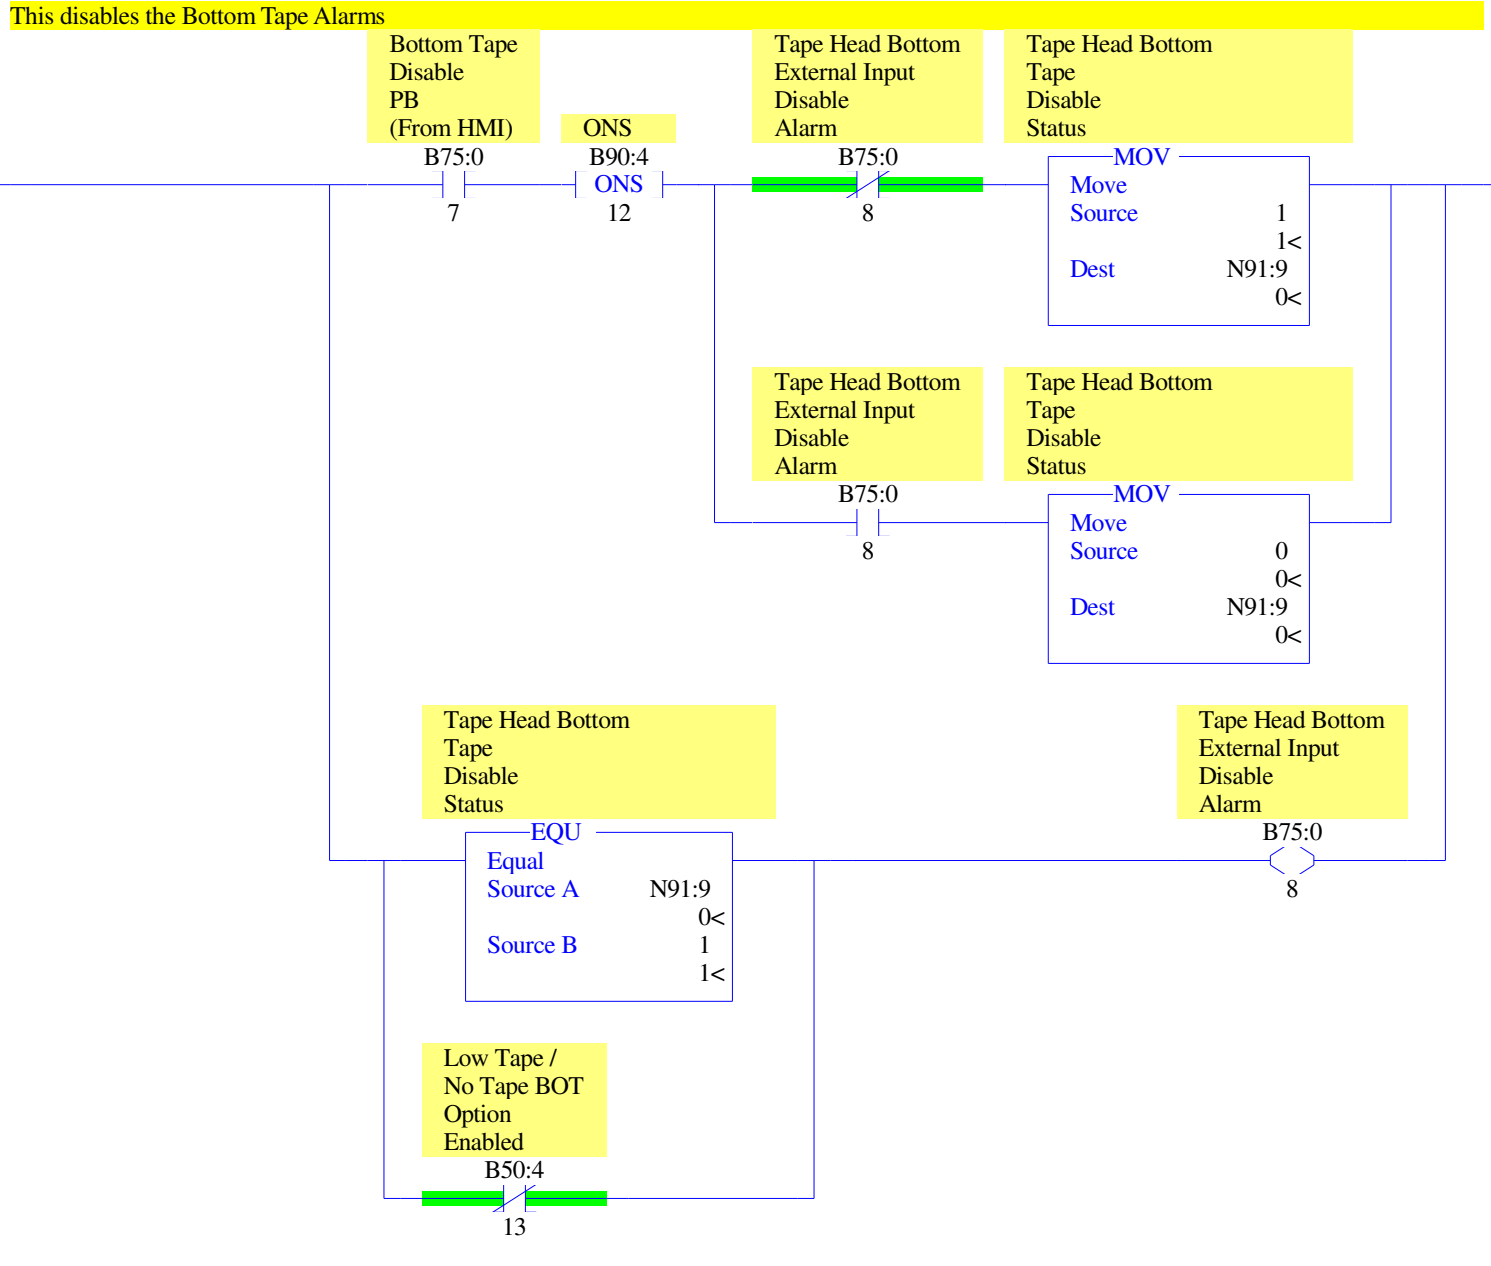 This disables the Bottom Tape Alarms
Bottom Tape
Disable
PB
(From HMI)
B75:0
7
ONS
B90:4
ONS
12
Tape Head Bottom
External Input
Disable
Alarm
B75:0
8
Tape Head Bottom
Tape
Disable
Status
MOV
Move
Source 1
1<
Dest N91:9
0<
Tape Head Bottom
External Input
Disable
Alarm
B75:0
8
Tape Head Bottom
Tape
Disable
Status
MOV
Move
Source 0
0<
Dest N91:9
0<
Tape Head Bottom
Tape
Disable
Status
EQU
Equal
Source A N91:9
0<
Source B 1
1<
Tape Head Bottom
External Input
Disable
Alarm
B75:0
8
Low Tape /
No Tape BOT
Option
Enabled
B50:4
13